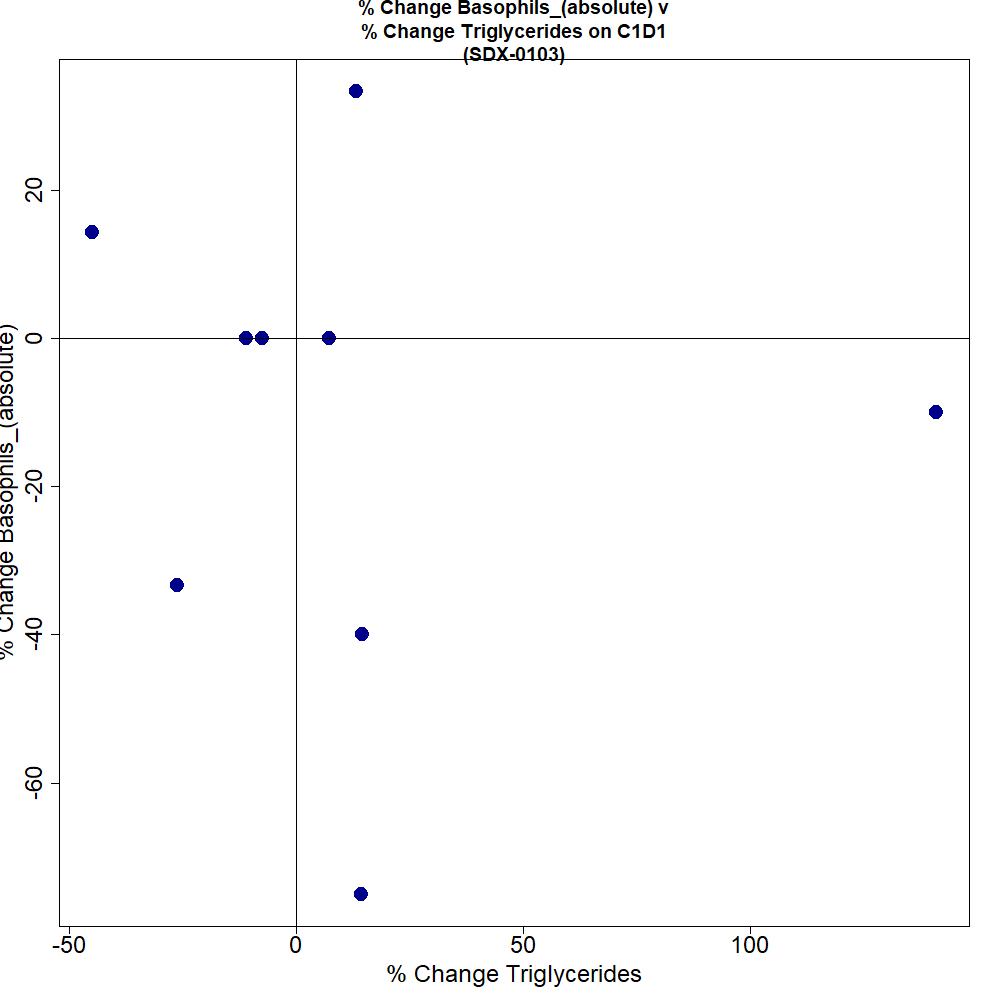 % Change Basophils_(absolute) v
% Change Triglycerides on C1D1
(SDX-0103)
% Change Basophils_(absolute)
20
0
-20
-40
-60
-50
0
50
100
% Change Triglycerides